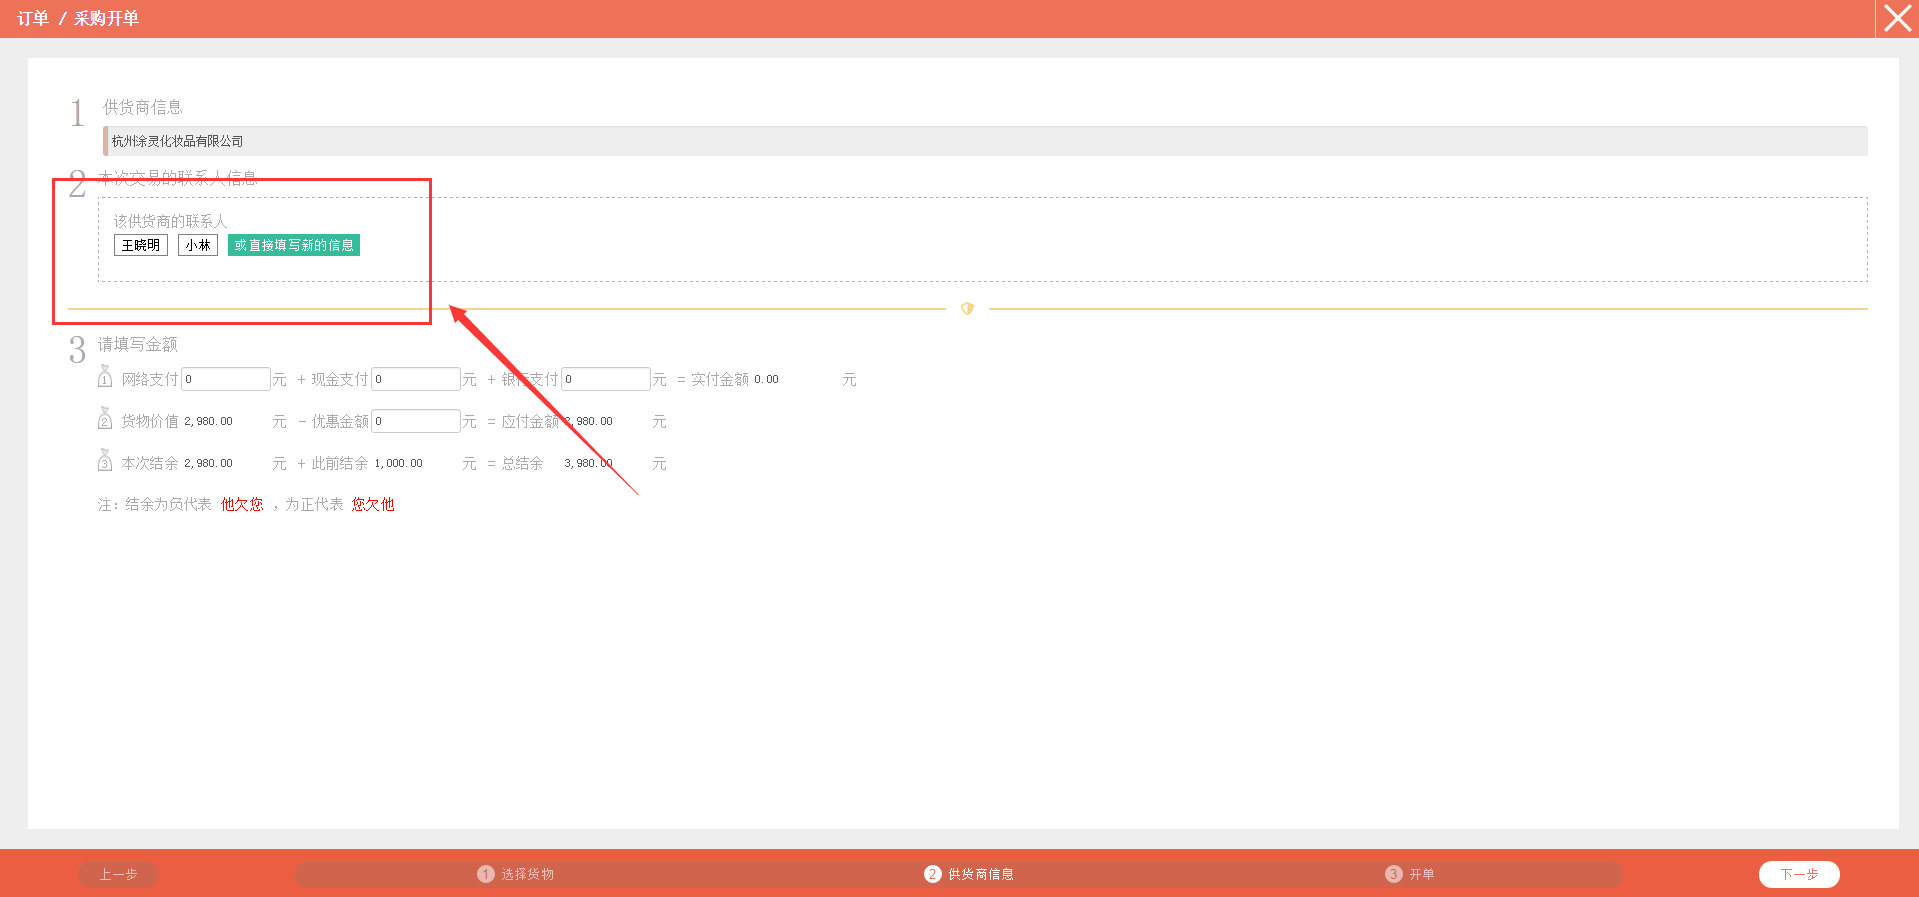 订单 / 采购开单
1 供货商信息
杭州涂灵化妆品有限公司
2 本次交易的联系人信息
该供货商的联系人
王晓明 小林 或直接填写新的信息
3 请填写金额
1 网络支付 0 元 + 现金支付 0 元 + 银行支付 0 元 = 实付金额 0.00 元
2 货物价值 2,980.00 元 - 优惠金额 0 元 = 应付金额 2,980.00 元
3 本次结余 2,980.00 元 + 此前结余 1,000.00 元 = 总结余 3,980.00 元
注：结余为负代表 他欠您 ，为正代表 您欠他
上一步 1 选择货物 2 供货商信息 3 开单 下一步